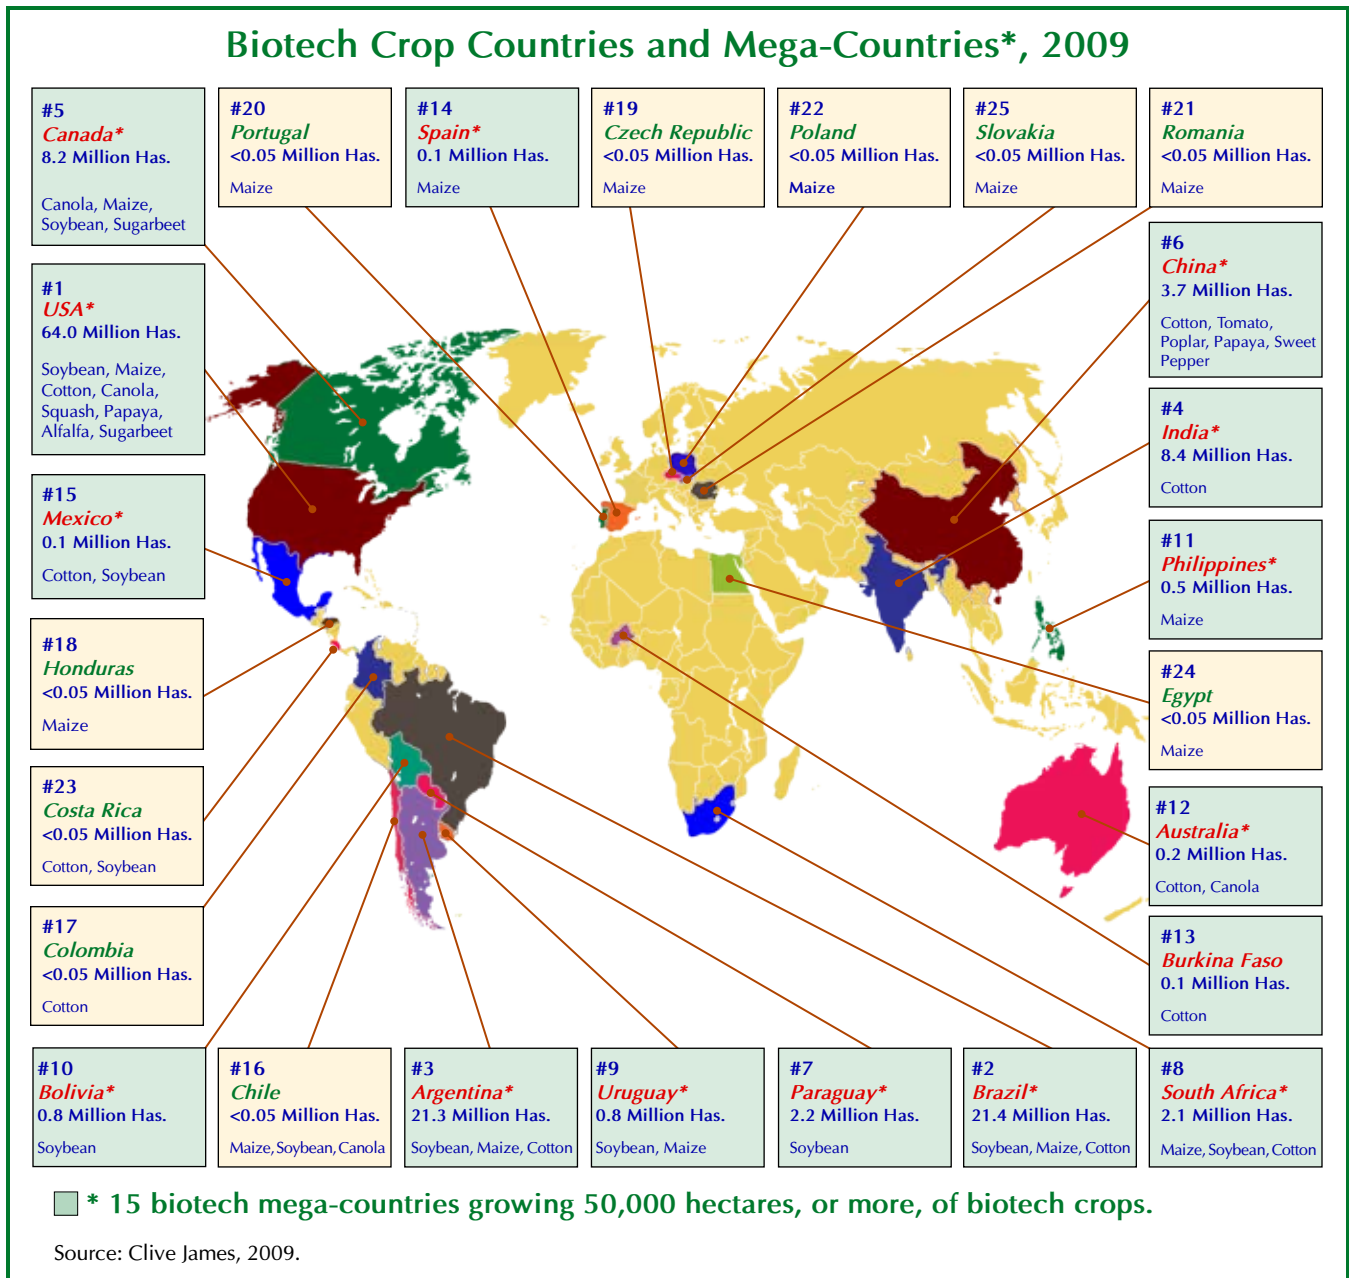 Biotech Crop Countries and Mega-Countries*, 2009
#5
Canada*
8.2 Million Has.
Canola, Maize,
Soybean, Sugarbeet
#20
Portugal
<0.05 Million Has.
Maize
#14
Spain*
0.1 Million Has.
Maize
#19
Czech Republic
<0.05 Million Has.
Maize
#22
Poland
<0.05 Million Has.
Maize
#25
Slovakia
<0.05 Million Has.
Maize
#21
Romania
<0.05 Million Has.
Maize
#1
USA*
64.0 Million Has.
Soybean, Maize,
Cotton, Canola,
Squash, Papaya,
Alfalfa, Sugarbeet
#15
Mexico*
0.1 Million Has.
Cotton, Soybean
#18
Honduras
<0.05 Million Has.
Maize
#23
Costa Rica
<0.05 Million Has.
Cotton, Soybean
#17
Colombia
<0.05 Million Has.
Cotton
#6
China*
3.7 Million Has.
Cotton, Tomato,
Poplar, Papaya, Sweet
Pepper
#4
India*
8.4 Million Has.
Cotton
#11
Philippines*
0.5 Million Has.
Maize
#24
Egypt
<0.05 Million Has.
Maize
#12
Australia*
0.2 Million Has.
Cotton, Canola
#13
Burkina Faso
0.1 Million Has.
Cotton
#10
Bolivia*
0.8 Million Has.
Soybean
#16
Chile
<0.05 Million Has.
Maize, Soybean, Canola
#3
Argentina*
21.3 Million Has.
Soybean, Maize, Cotton
#9
Uruguay*
0.8 Million Has.
Soybean, Maize
#7
Paraguay*
2.2 Million Has.
Soybean
#2
Brazil*
21.4 Million Has.
Soybean, Maize, Cotton
#8
South Africa*
2.1 Million Has.
Maize, Soybean, Cotton
* 15 biotech mega-countries growing 50,000 hectares, or more, of biotech crops.
Source: Clive James, 2009.